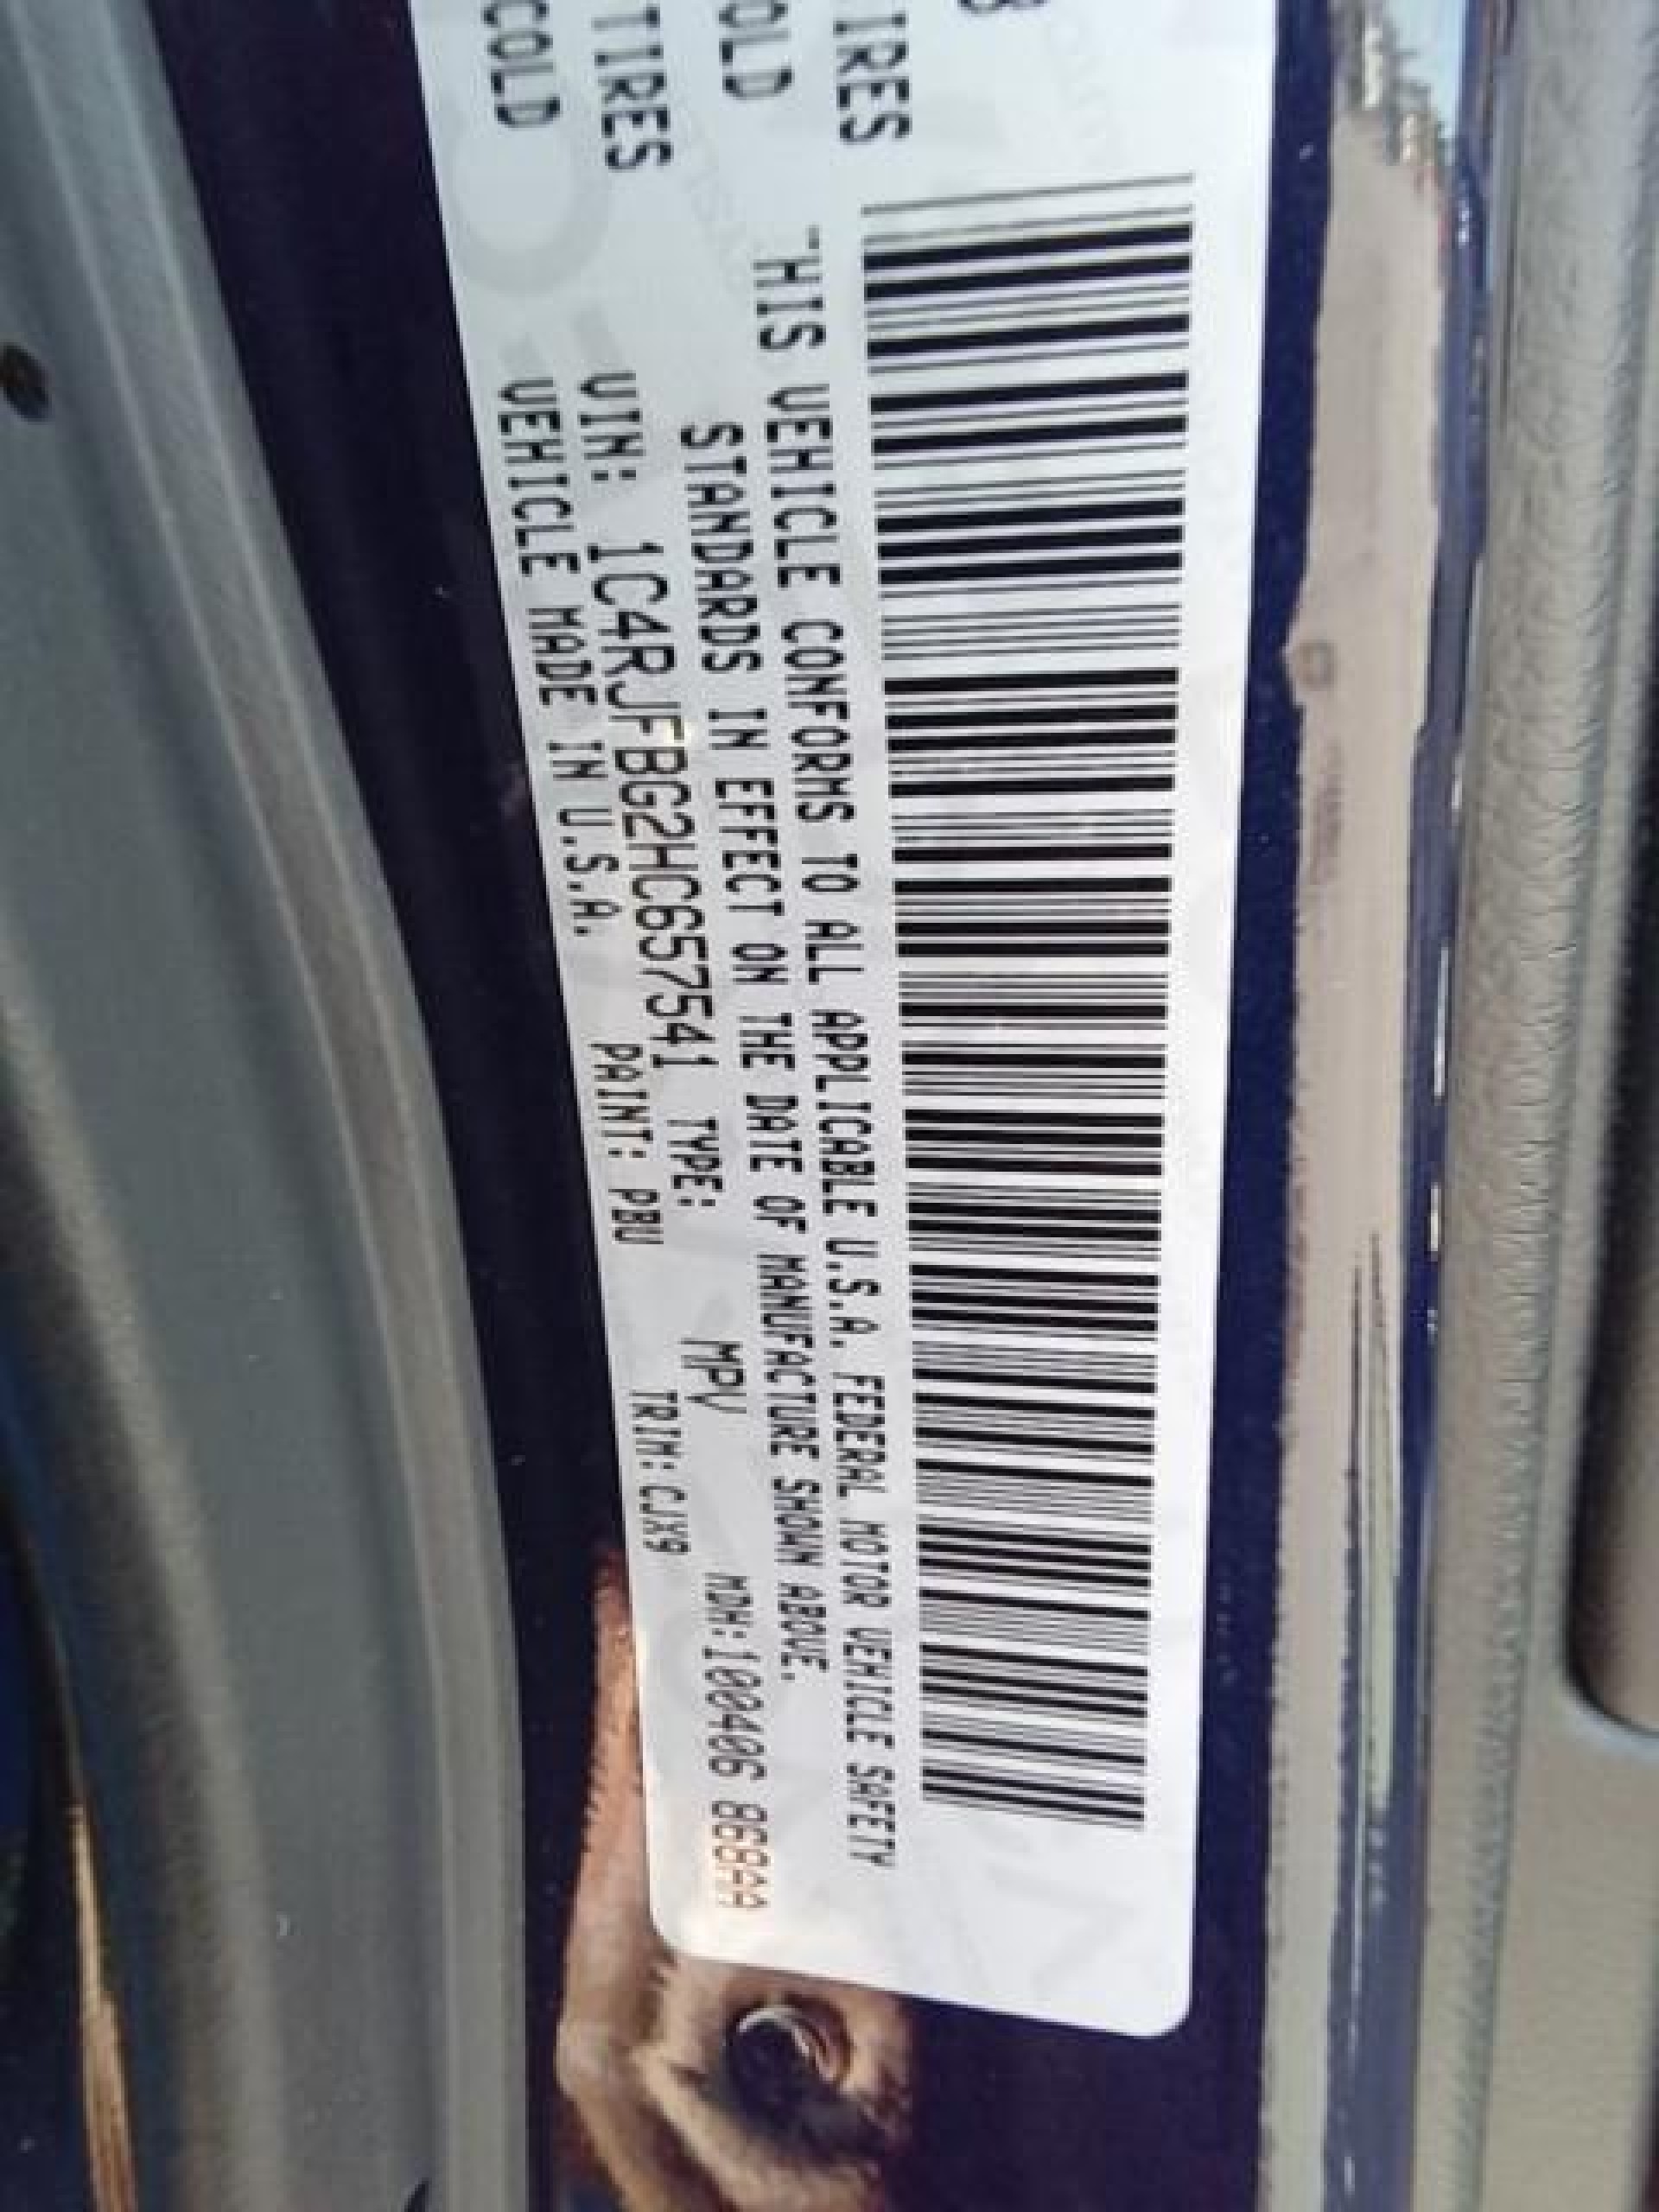 IRES
OLD
TIRES
COLD
THIS VEHICLE CONFORMS TO ALL APPLICABLE U.S.A. FEDERAL MOTOR VEHICLE SAFETY
STANDARDS IN EFFECT ON THE DATE OF MANUFACTURE SHOWN ABOVE.
VIN: 1C4RJFBG2HC657541 TYPE: MPV MDH:100406 868AA
VEHICLE MADE IN U.S.A. PAINT: PBU TRIM: CJX9